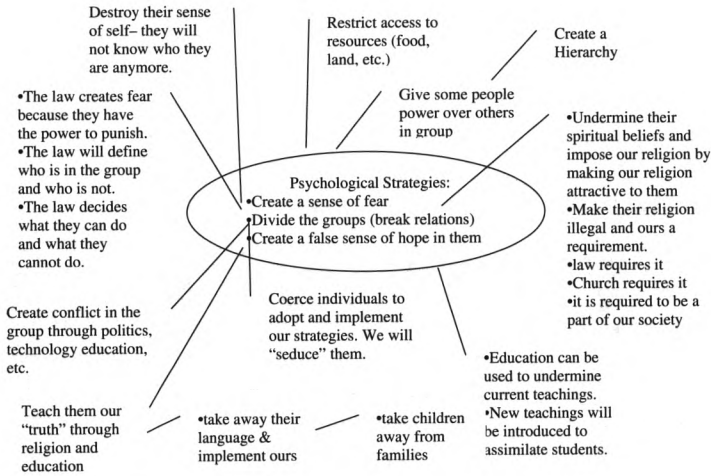 Destroy their sense
of self– they will
not know who they
are anymore.
Restrict access to
resources (food,
land, etc.)
Create a
Hierarchy
•The law creates fear
because they have
the power to punish.
•The law will define
who is in the group
and who is not.
•The law decides
what they can do
and what they
cannot do.
Give some people
power over others
in group
•Undermine their
spiritual beliefs and
impose our religion by
making our religion
attractive to them
•Make their religion
illegal and ours a
requirement.
•law requires it
•Church requires it
•it is required to be a
part of our society
Psychological Strategies:
•Create a sense of fear
•Divide the groups (break relations)
•Create a false sense of hope in them
Create conflict in the
group through politics,
technology education,
etc.
Coerce individuals to
adopt and implement
our strategies. We will
“seduce” them.
•Education can be
used to undermine
current teachings.
•New teachings will
be introduced to
assimilate students.
Teach them our
“truth” through
religion and
education
•take away their
language &
implement ours
•take children
away from
families